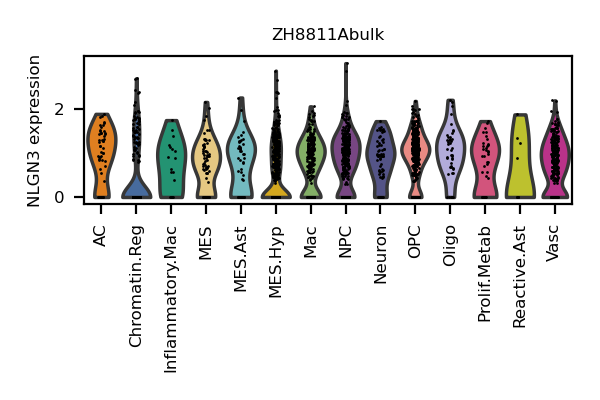 ZH8811Abulk
NLGN3 expression
2
0
AC
Chromatin.Reg
Inflammatory.Mac
MES
MES.Ast
MES.Hyp
Mac
NPC
Neuron
OPC
Oligo
Prolif.Metab
Reactive.Ast
Vasc